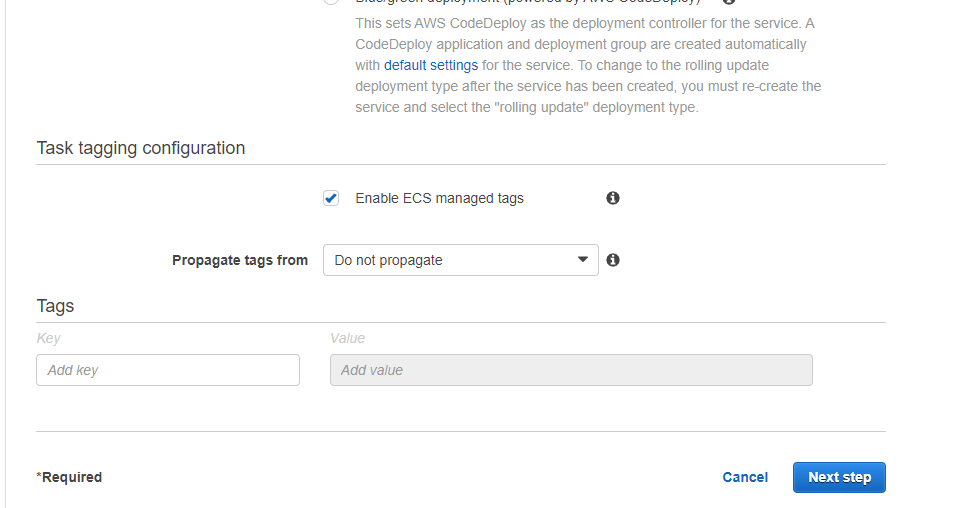 Blue/green deployment (powered by AWS CodeDeploy)
This sets AWS CodeDeploy as the deployment controller for the service. A
CodeDeploy application and deployment group are created automatically
with default settings for the service. To change to the rolling update
deployment type after the service has been created, you must re-create the
service and select the "rolling update" deployment type.
Task tagging configuration
Enable ECS managed tags
Propagate tags from Do not propagate
Tags
Key Value
Add key Add value
*Required Cancel Next step